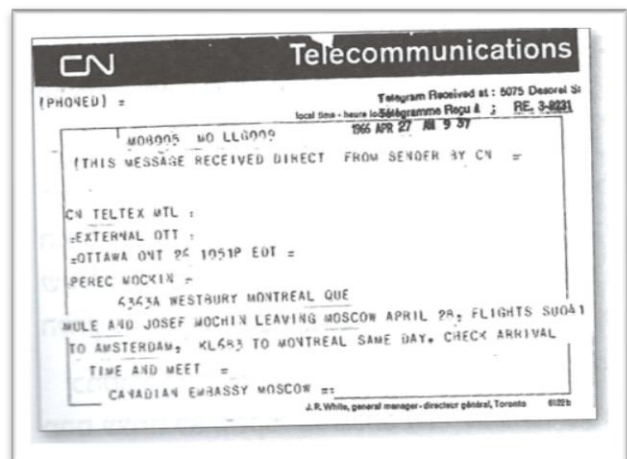 CN Telecommunications
(PHONED) =
Telegram Received at : 5075 Desorel St
local time - heure locale Télégramme Reçu à ; RE. 3-8231
1966 APR 27 AM 9 37
MOB005 NO LLG009
(THIS MESSAGE RECEIVED DIRECT FROM SENDER BY CN =
CN TELTEX MTL :
=EXTERNAL OTT :
=OTTAWA ONT 26 1051P EDT =
PEREC MOCKIN =
6363A WESTBURY MONTREAL QUE
MULE AND JOSEF MOCHIN LEAVING MOSCOW APRIL 28, FLIGHTS SU041
TO AMSTERDAM, KL683 TO MONTREAL SAME DAY. CHECK ARRIVAL
TIME AND MEET =
CANADIAN EMBASSY MOSCOW =:
J.R. White, general manager - directeur général, Toronto 6122b